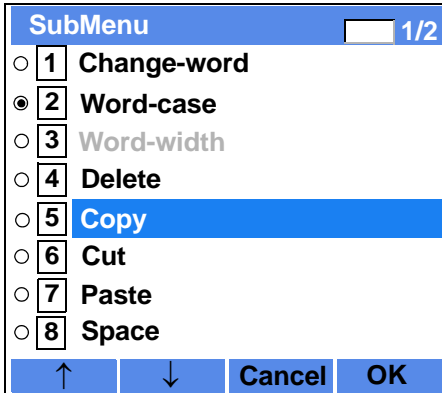 SubMenu 1/2
1 Change-word
2 Word-case
3 Word-width
4 Delete
5 Copy
6 Cut
7 Paste
8 Space
↑ ↓ Cancel OK